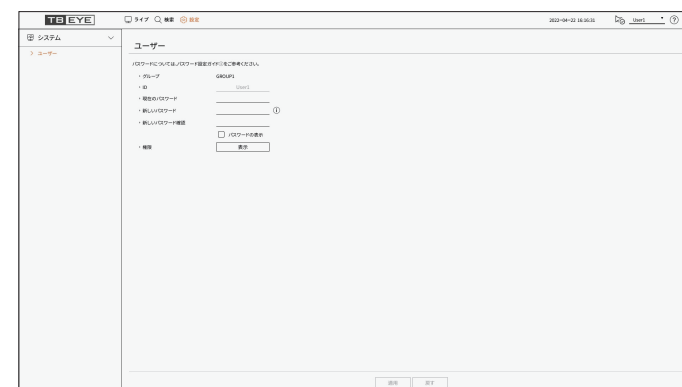 TB EYE
ライブ 検索 設定
2022-04-22 16:16:31 User1
システム
ユーザー
ユーザー
パスワードについては、パスワード設定ガイドⓘをご参考ください。
・グループ GROUP1
・ID User1
・現在のパスワード
・新しいパスワード
・新しいパスワード確認
パスワードの表示
・権限 表示
適用 戻す